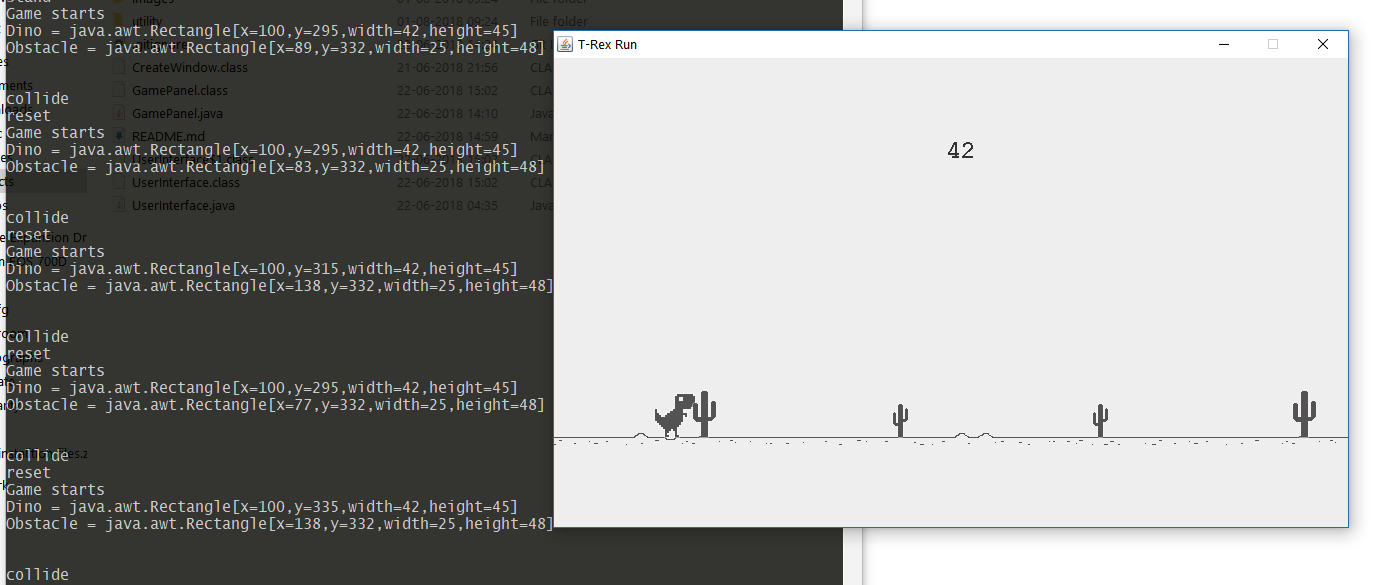 images
Game starts
utility 01-08-2018 09:24 File folder
Dino = java.awt.Rectangle[x=100,y=295,width=42,height=45]
Obstacle = java.awt.Rectangle[x=89,y=332,width=25,height=48]
CreateWindow.class 21-06-2018 21:56 CLA
GamePanel.class 22-06-2018 15:02 CLA
collide
GamePanel.java 22-06-2018 14:10 Java
reset
Game starts
README.md 22-06-2018 14:59 Mar
Dino = java.awt.Rectangle[x=100,y=295,width=42,height=45]
Obstacle = java.awt.Rectangle[x=83,y=332,width=25,height=48]
UserInterface.class 22-06-2018 15:02 CLA
UserInterface.java 22-06-2018 04:35 Java
collide
reset
Game starts
Dino = java.awt.Rectangle[x=100,y=315,width=42,height=45]
Obstacle = java.awt.Rectangle[x=138,y=332,width=25,height=48]
collide
reset
Game starts
Dino = java.awt.Rectangle[x=100,y=295,width=42,height=45]
Obstacle = java.awt.Rectangle[x=77,y=332,width=25,height=48]
collide
reset
Game starts
Dino = java.awt.Rectangle[x=100,y=335,width=42,height=45]
Obstacle = java.awt.Rectangle[x=138,y=332,width=25,height=48]
collide
T-Rex Run
42